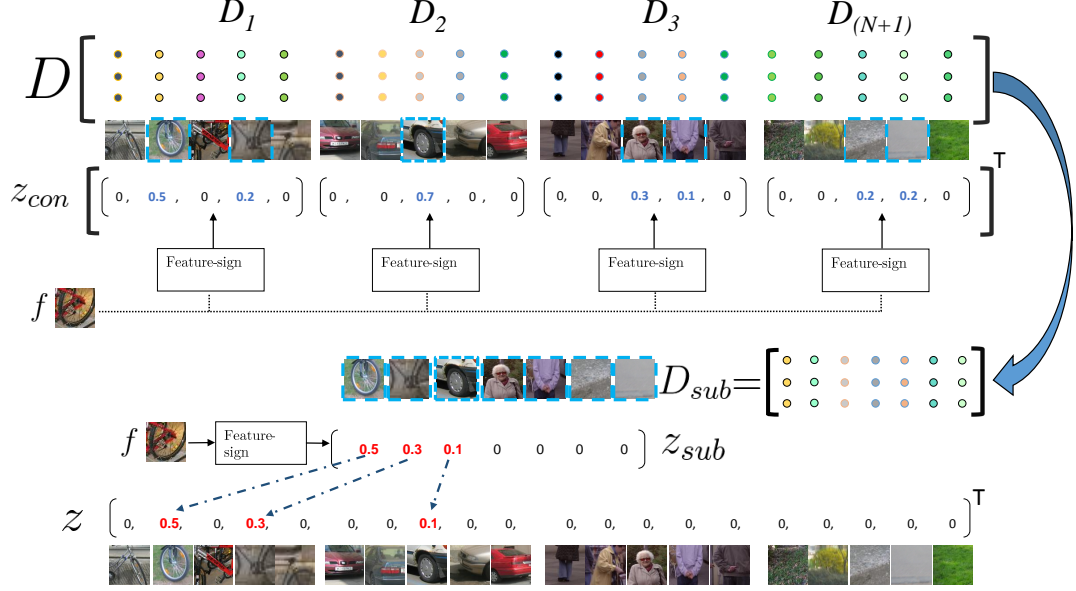 D₁ D₂ D₃ D₍N+1₎
D
z_con 0, 0.5, 0, 0.2, 0 0, 0, 0.7, 0, 0 0, 0, 0.3, 0.1, 0 0, 0, 0.2, 0.2, 0 T
Feature-sign Feature-sign Feature-sign Feature-sign
f
D_sub=
f Feature-
sign
0.5 0.3 0.1 0 0 0 0 z_sub
z 0, 0.5, 0, 0.3, 0, 0, 0, 0.1, 0, 0, 0, 0, 0, 0, 0, 0, 0, 0, 0, 0 T